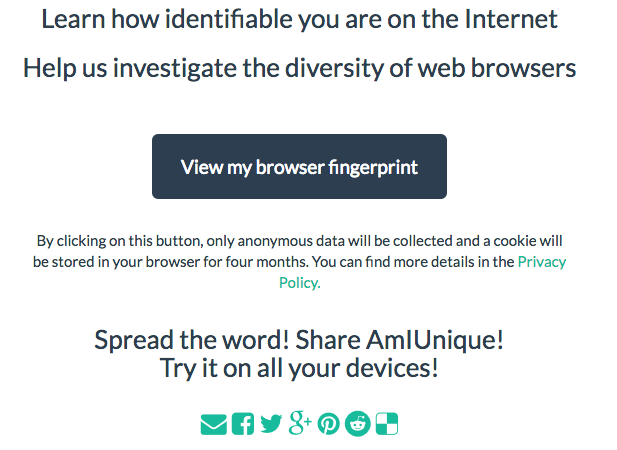 Learn how identifiable you are on the Internet
Help us investigate the diversity of web browsers
View my browser fingerprint
By clicking on this button, only anonymous data will be collected and a cookie will
be stored in your browser for four months. You can find more details in the Privacy
Policy.
Spread the word! Share AmIUnique!
Try it on all your devices!